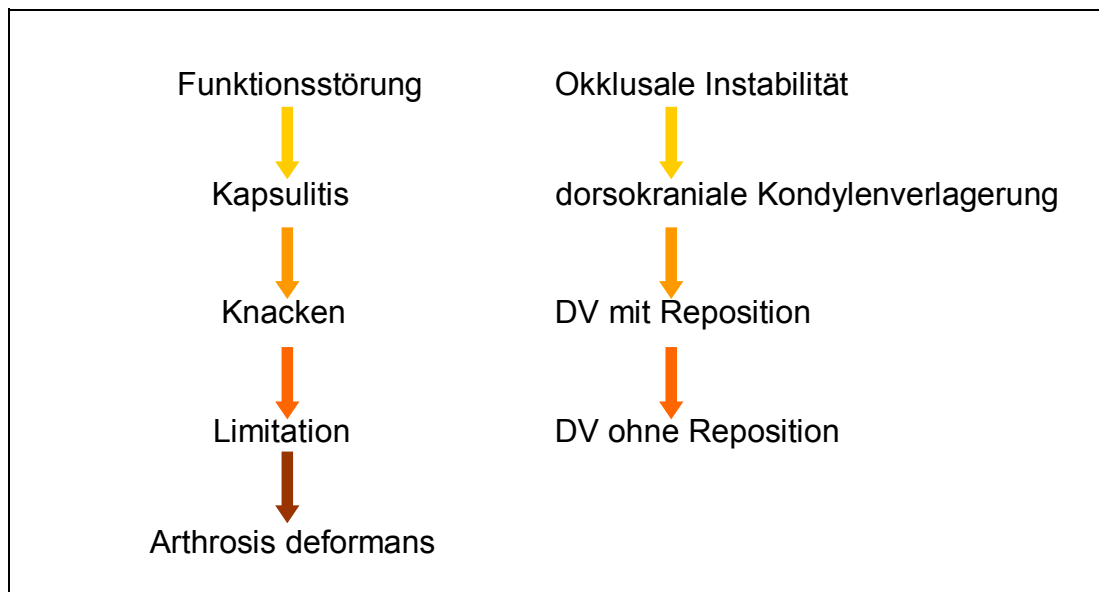 Funktionsstörung
Okklusale Instabilität
Kapsulitis
dorsokraniale Kondylenverlagerung
Knacken
DV mit Reposition
Limitation
DV ohne Reposition
Arthrosis deformans